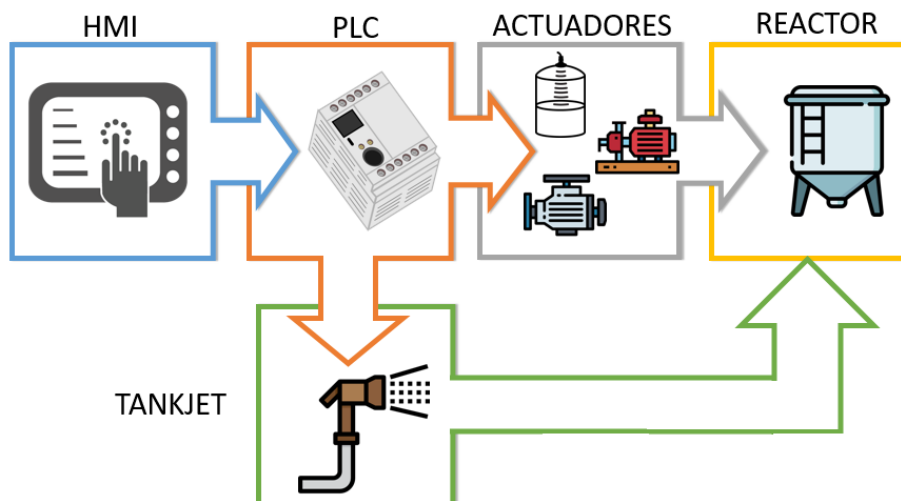 HMI
PLC
ACTUADORES
REACTOR
TANKJET